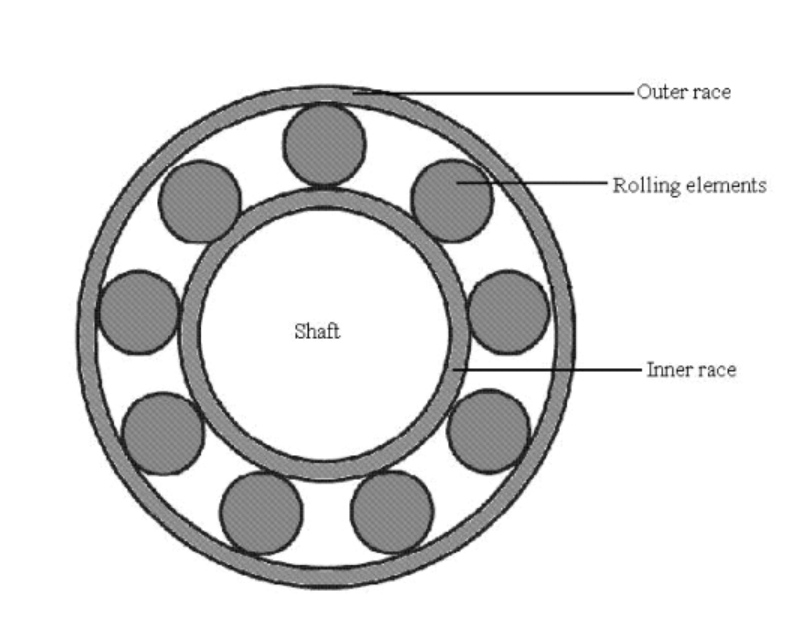 Outer race
Rolling elements
Shaft
Inner race